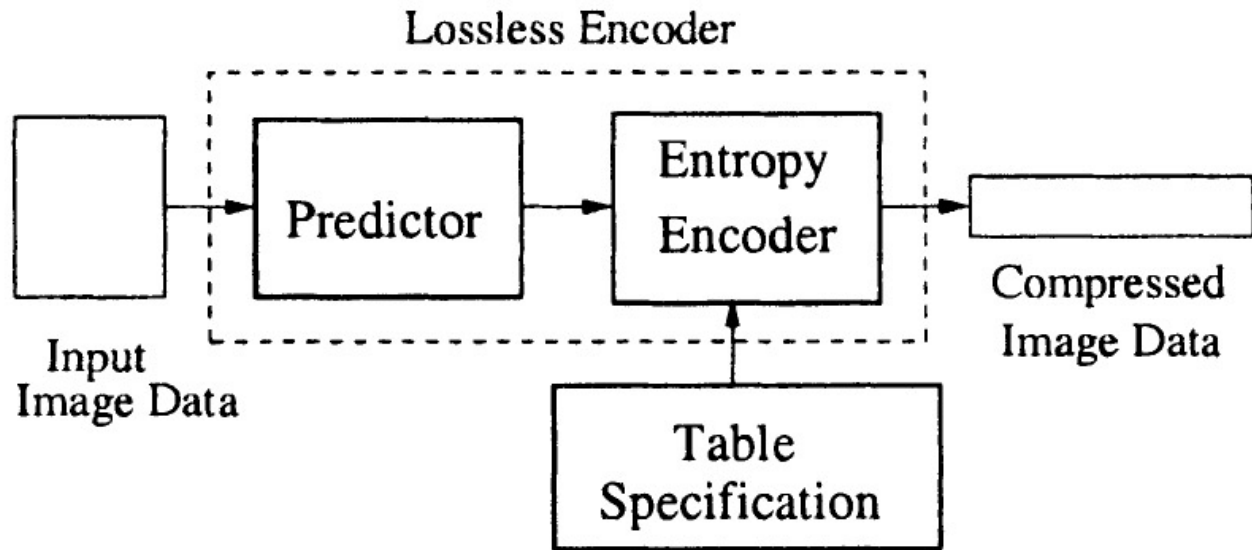 Lossless Encoder
Predictor
Entropy
Encoder
Input
Image Data
Compressed
Image Data
Table
Specification